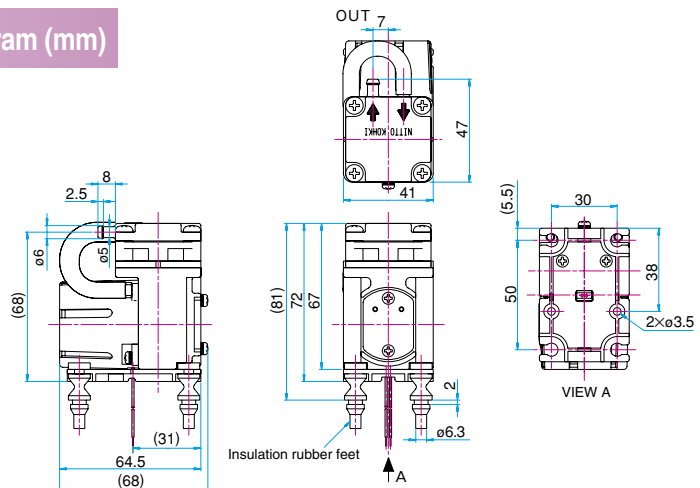 ram (mm)
OUT
7
NITTO KOHKI
47
41
8
2.5
ø6
ø5
(68)
(31)
64.5
(68)
(81)
72
67
2
ø6.3
Insulation rubber feet
A
(5.5)
30
50
38
2×ø3.5
VIEW A